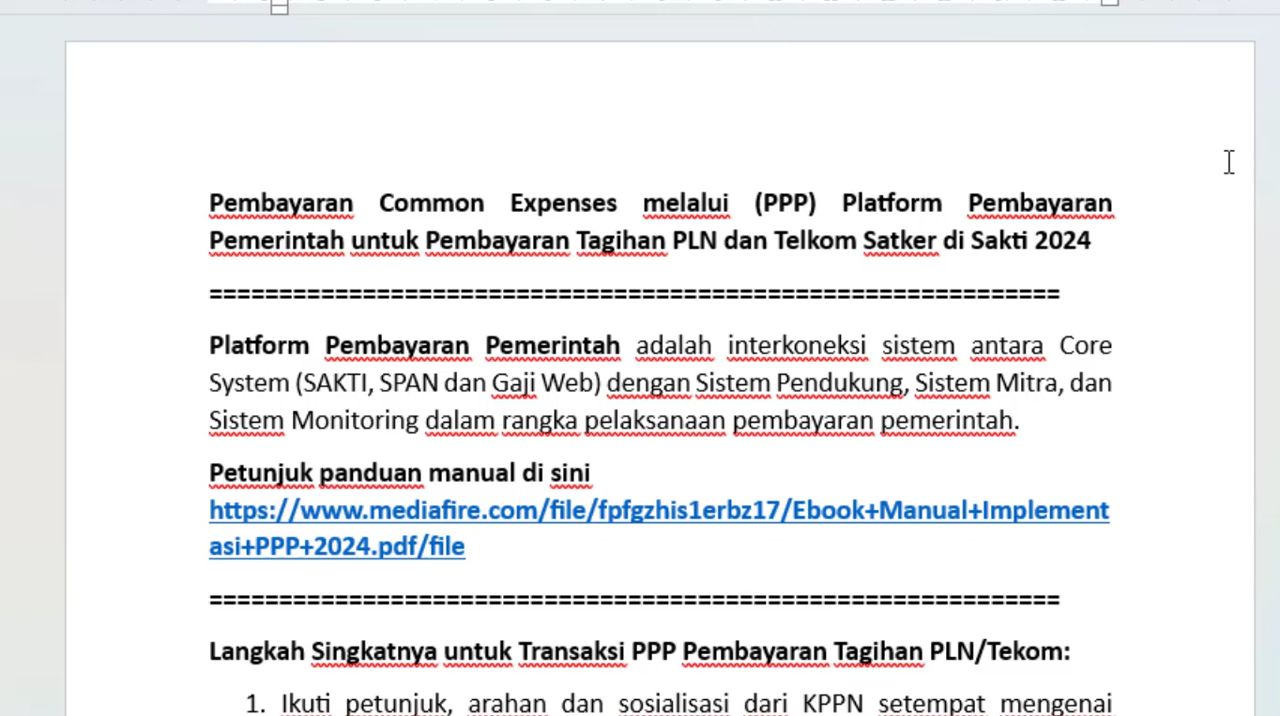 Pembayaran Common Expenses melalui (PPP) Platform Pembayaran
Pemerintah untuk Pembayaran Tagihan PLN dan Telkom Satker di Sakti 2024
=============================================================
Platform Pembayaran Pemerintah adalah interkoneksi sistem antara Core
System (SAKTI, SPAN dan Gaji Web) dengan Sistem Pendukung, Sistem Mitra, dan
Sistem Monitoring dalam rangka pelaksanaan pembayaran pemerintah.
Petunjuk panduan manual di sini
https://www.mediafire.com/file/fpfgzhis1erbz17/Ebook+Manual+Implement
asi+PPP+2024.pdf/file
=============================================================
Langkah Singkatnya untuk Transaksi PPP Pembayaran Tagihan PLN/Tekom:
1. Ikuti petunjuk, arahan dan sosialisasi dari KPPN setempat mengenai